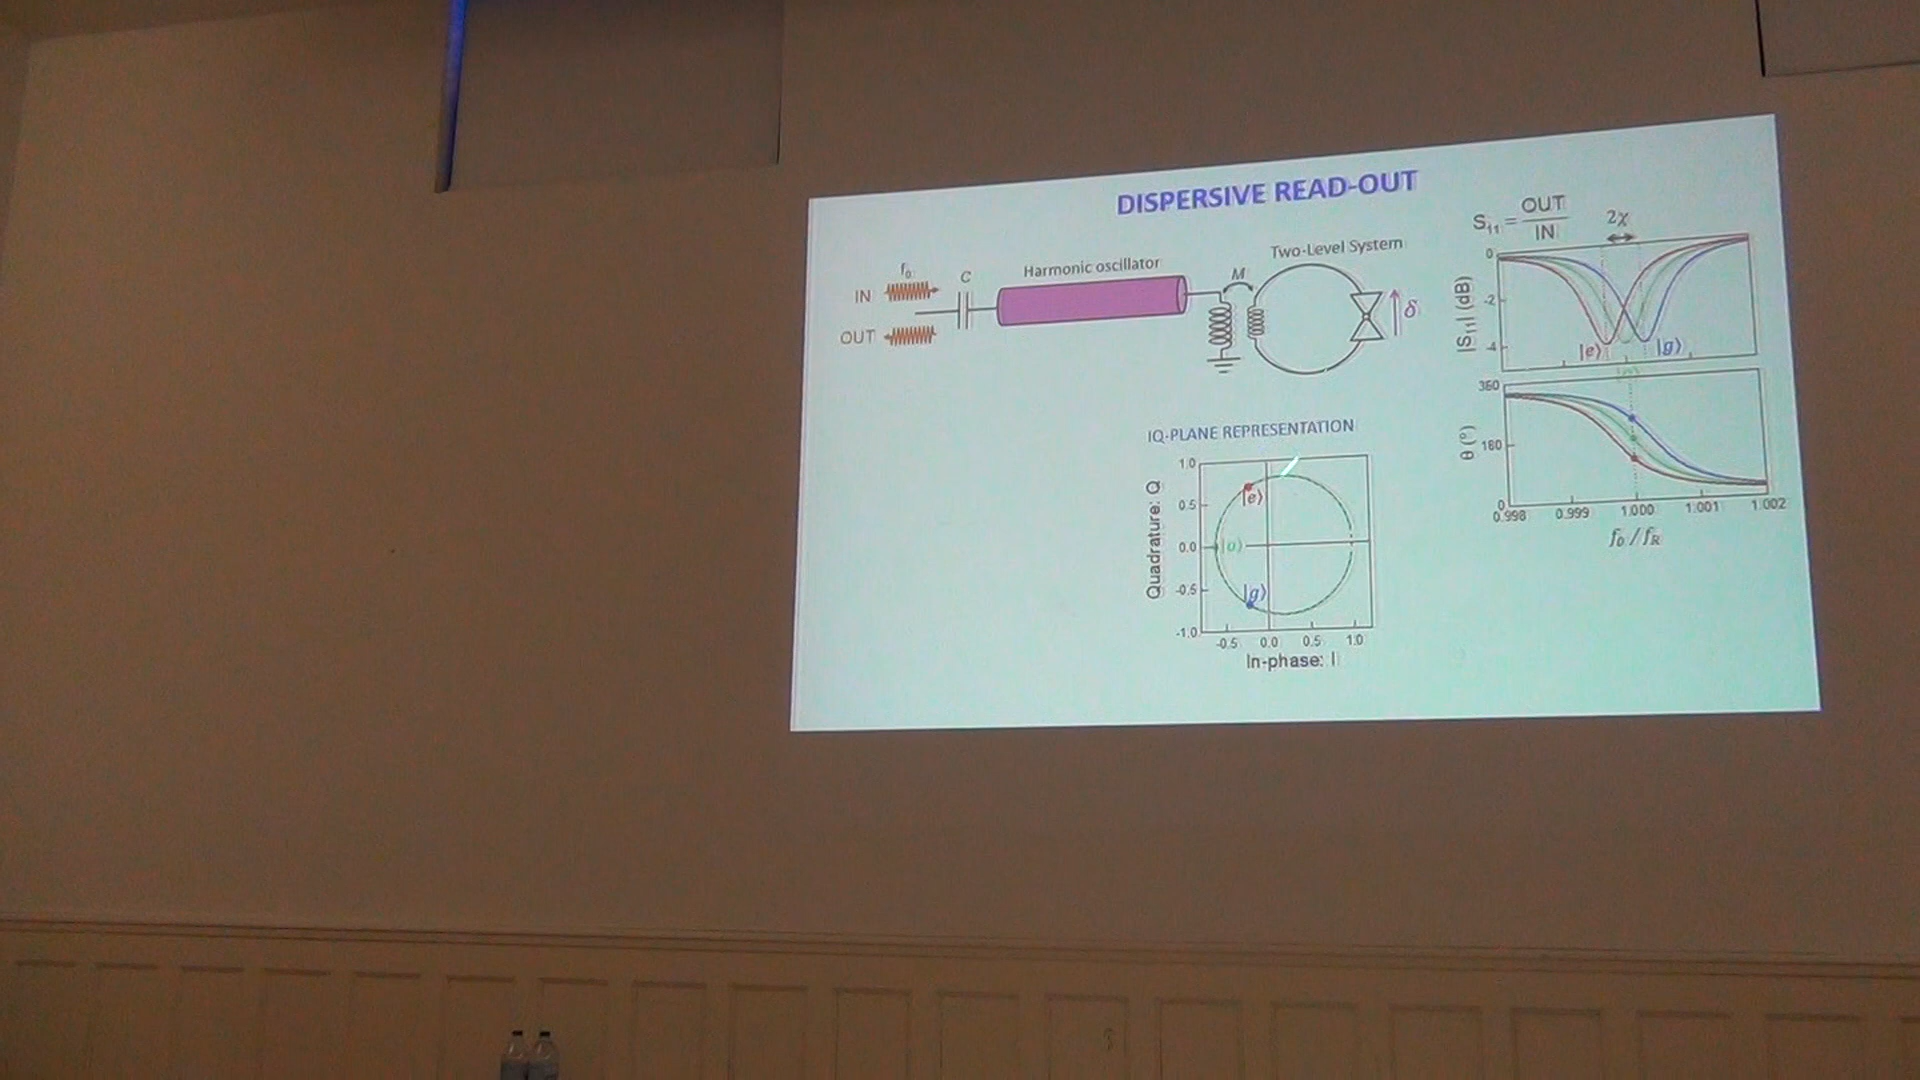 DISPERSIVE READ-OUT
f₀
IN
OUT
C
Harmonic oscillator
M
Two-Level System
δ
S₁₁ = OUT / IN
2χ
|S₁₁| (dB)
0
-2
-4
|e⟩
|g⟩
|o⟩
θ (°)
360
180
0
0.998 0.999 1.000 1.001 1.002
f₀ / fR
IQ-PLANE REPRESENTATION
Quadrature: Q
1.0
0.5
0.0
-0.5
-1.0
|e⟩
|o⟩
|g⟩
-0.5 0.0 0.5 1.0
In-phase: I